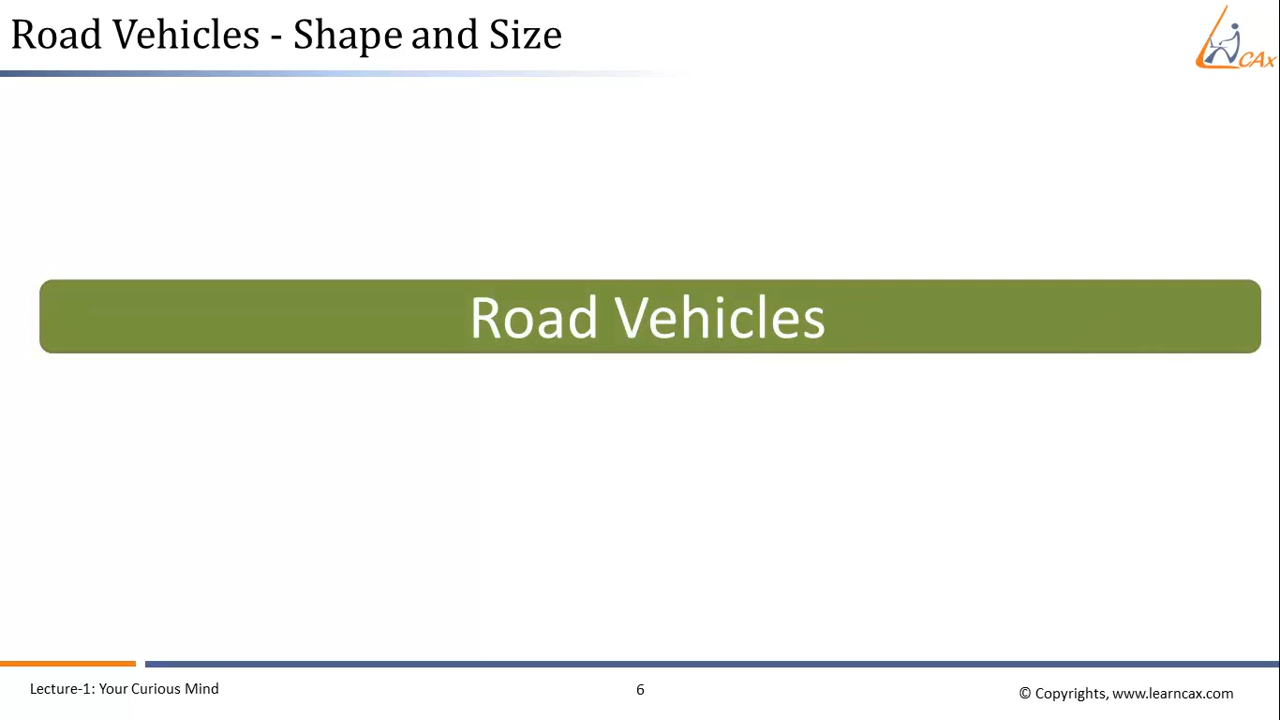 Road Vehicles - Shape and Size
CAx
Road Vehicles
Lecture-1: Your Curious Mind
6
© Copyrights, www.learncax.com